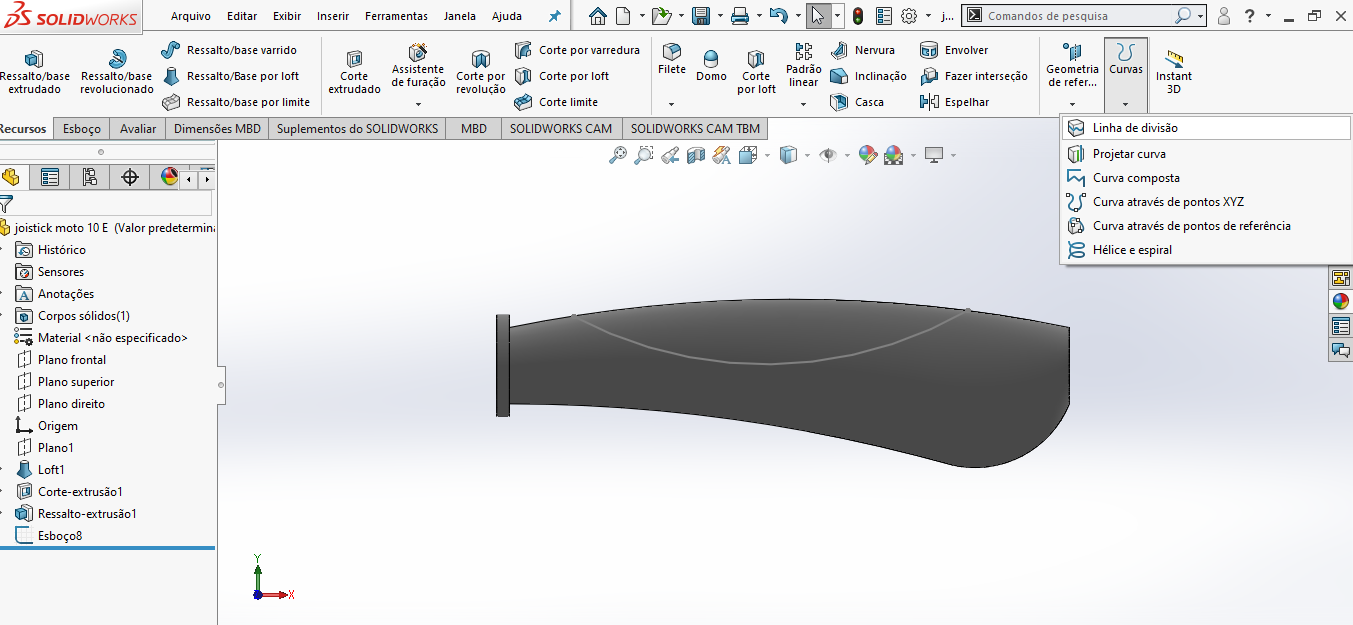 SOLIDWORKS
Arquivo Editar Exibir Inserir Ferramentas Janela Ajuda
j...
Comandos de pesquisa
?
Ressalto/base
extrudado
Ressalto/base
revolucionado
Ressalto/base varrido
Ressalto/Base por loft
Ressalto/base por limite
Corte
extrudado
Assistente
de furação
Corte por
revolução
Corte por varredura
Corte por loft
Corte limite
Filete
Domo
Corte
por loft
Padrão
linear
Nervura
Inclinação
Casca
Envolver
Fazer interseção
Espelhar
Geometria
de refer...
Curvas
Instant
3D
Recursos Esboço Avaliar Dimensões MBD Suplementos do SOLIDWORKS MBD SOLIDWORKS CAM SOLIDWORKS CAM TBM
Linha de divisão
Projetar curva
Curva composta
Curva através de pontos XYZ
Curva através de pontos de referência
Hélice e espiral
joistick moto 10 E (Valor predetermina
Histórico
Sensores
Anotações
Corpos sólidos(1)
Material <não especificado>
Plano frontal
Plano superior
Plano direito
Origem
Plano1
Loft1
Corte-extrusão1
Ressalto-extrusão1
Esboço8
Y
X